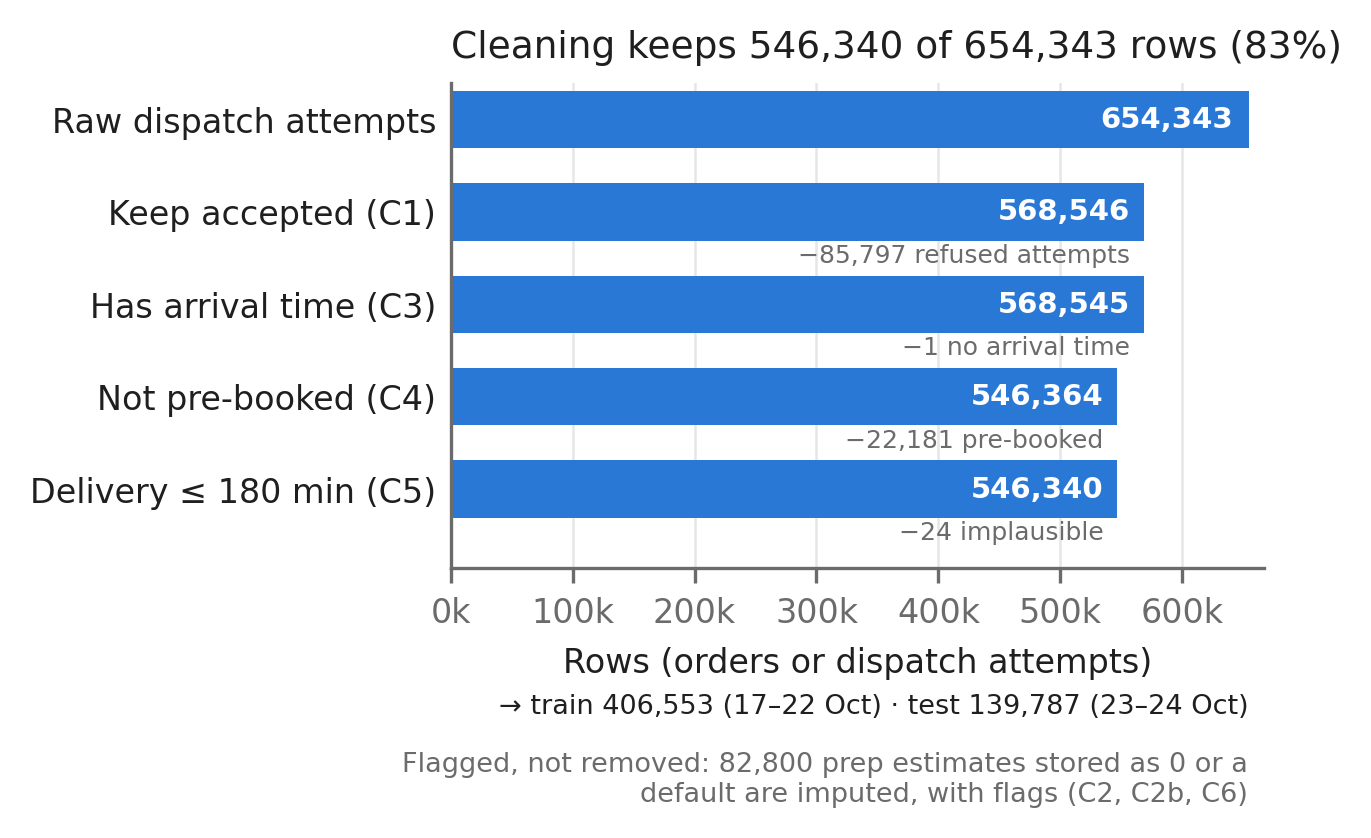 Cleaning keeps 546,340 of 654,343 rows (83%)
Raw dispatch attempts
654,343
Keep accepted (C1)
568,546
−85,797 refused attempts
Has arrival time (C3)
568,545
−1 no arrival time
Not pre-booked (C4)
546,364
−22,181 pre-booked
Delivery ≤ 180 min (C5)
546,340
−24 implausible
0k 100k 200k 300k 400k 500k 600k
Rows (orders or dispatch attempts)
→ train 406,553 (17–22 Oct) · test 139,787 (23–24 Oct)
Flagged, not removed: 82,800 prep estimates stored as 0 or a
default are imputed, with flags (C2, C2b, C6)